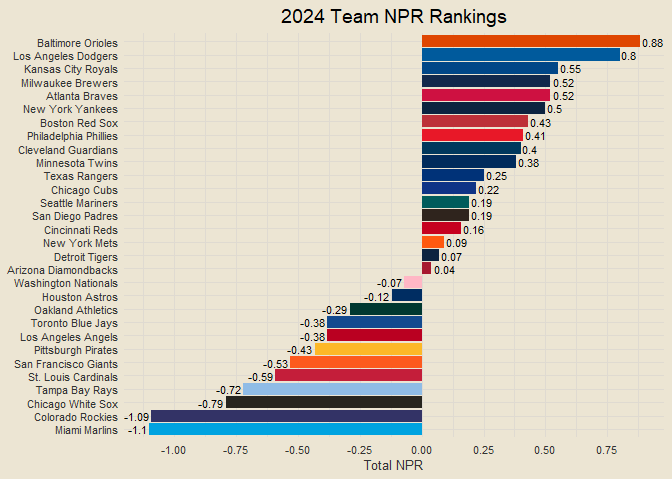 2024 Team NPR Rankings
Baltimore Orioles 0.88
Los Angeles Dodgers 0.8
Kansas City Royals 0.55
Milwaukee Brewers 0.52
Atlanta Braves 0.52
New York Yankees 0.5
Boston Red Sox 0.43
Philadelphia Phillies 0.41
Cleveland Guardians 0.4
Minnesota Twins 0.38
Texas Rangers 0.25
Chicago Cubs 0.22
Seattle Mariners 0.19
San Diego Padres 0.19
Cincinnati Reds 0.16
New York Mets 0.09
Detroit Tigers 0.07
Arizona Diamondbacks 0.04
Washington Nationals -0.07
Houston Astros -0.12
Oakland Athletics -0.29
Toronto Blue Jays -0.38
Los Angeles Angels -0.38
Pittsburgh Pirates -0.43
San Francisco Giants -0.53
St. Louis Cardinals -0.59
Tampa Bay Rays -0.72
Chicago White Sox -0.79
Colorado Rockies -1.09
Miami Marlins -1.1
-1.00 -0.75 -0.50 -0.25 0.00 0.25 0.50 0.75
Total NPR